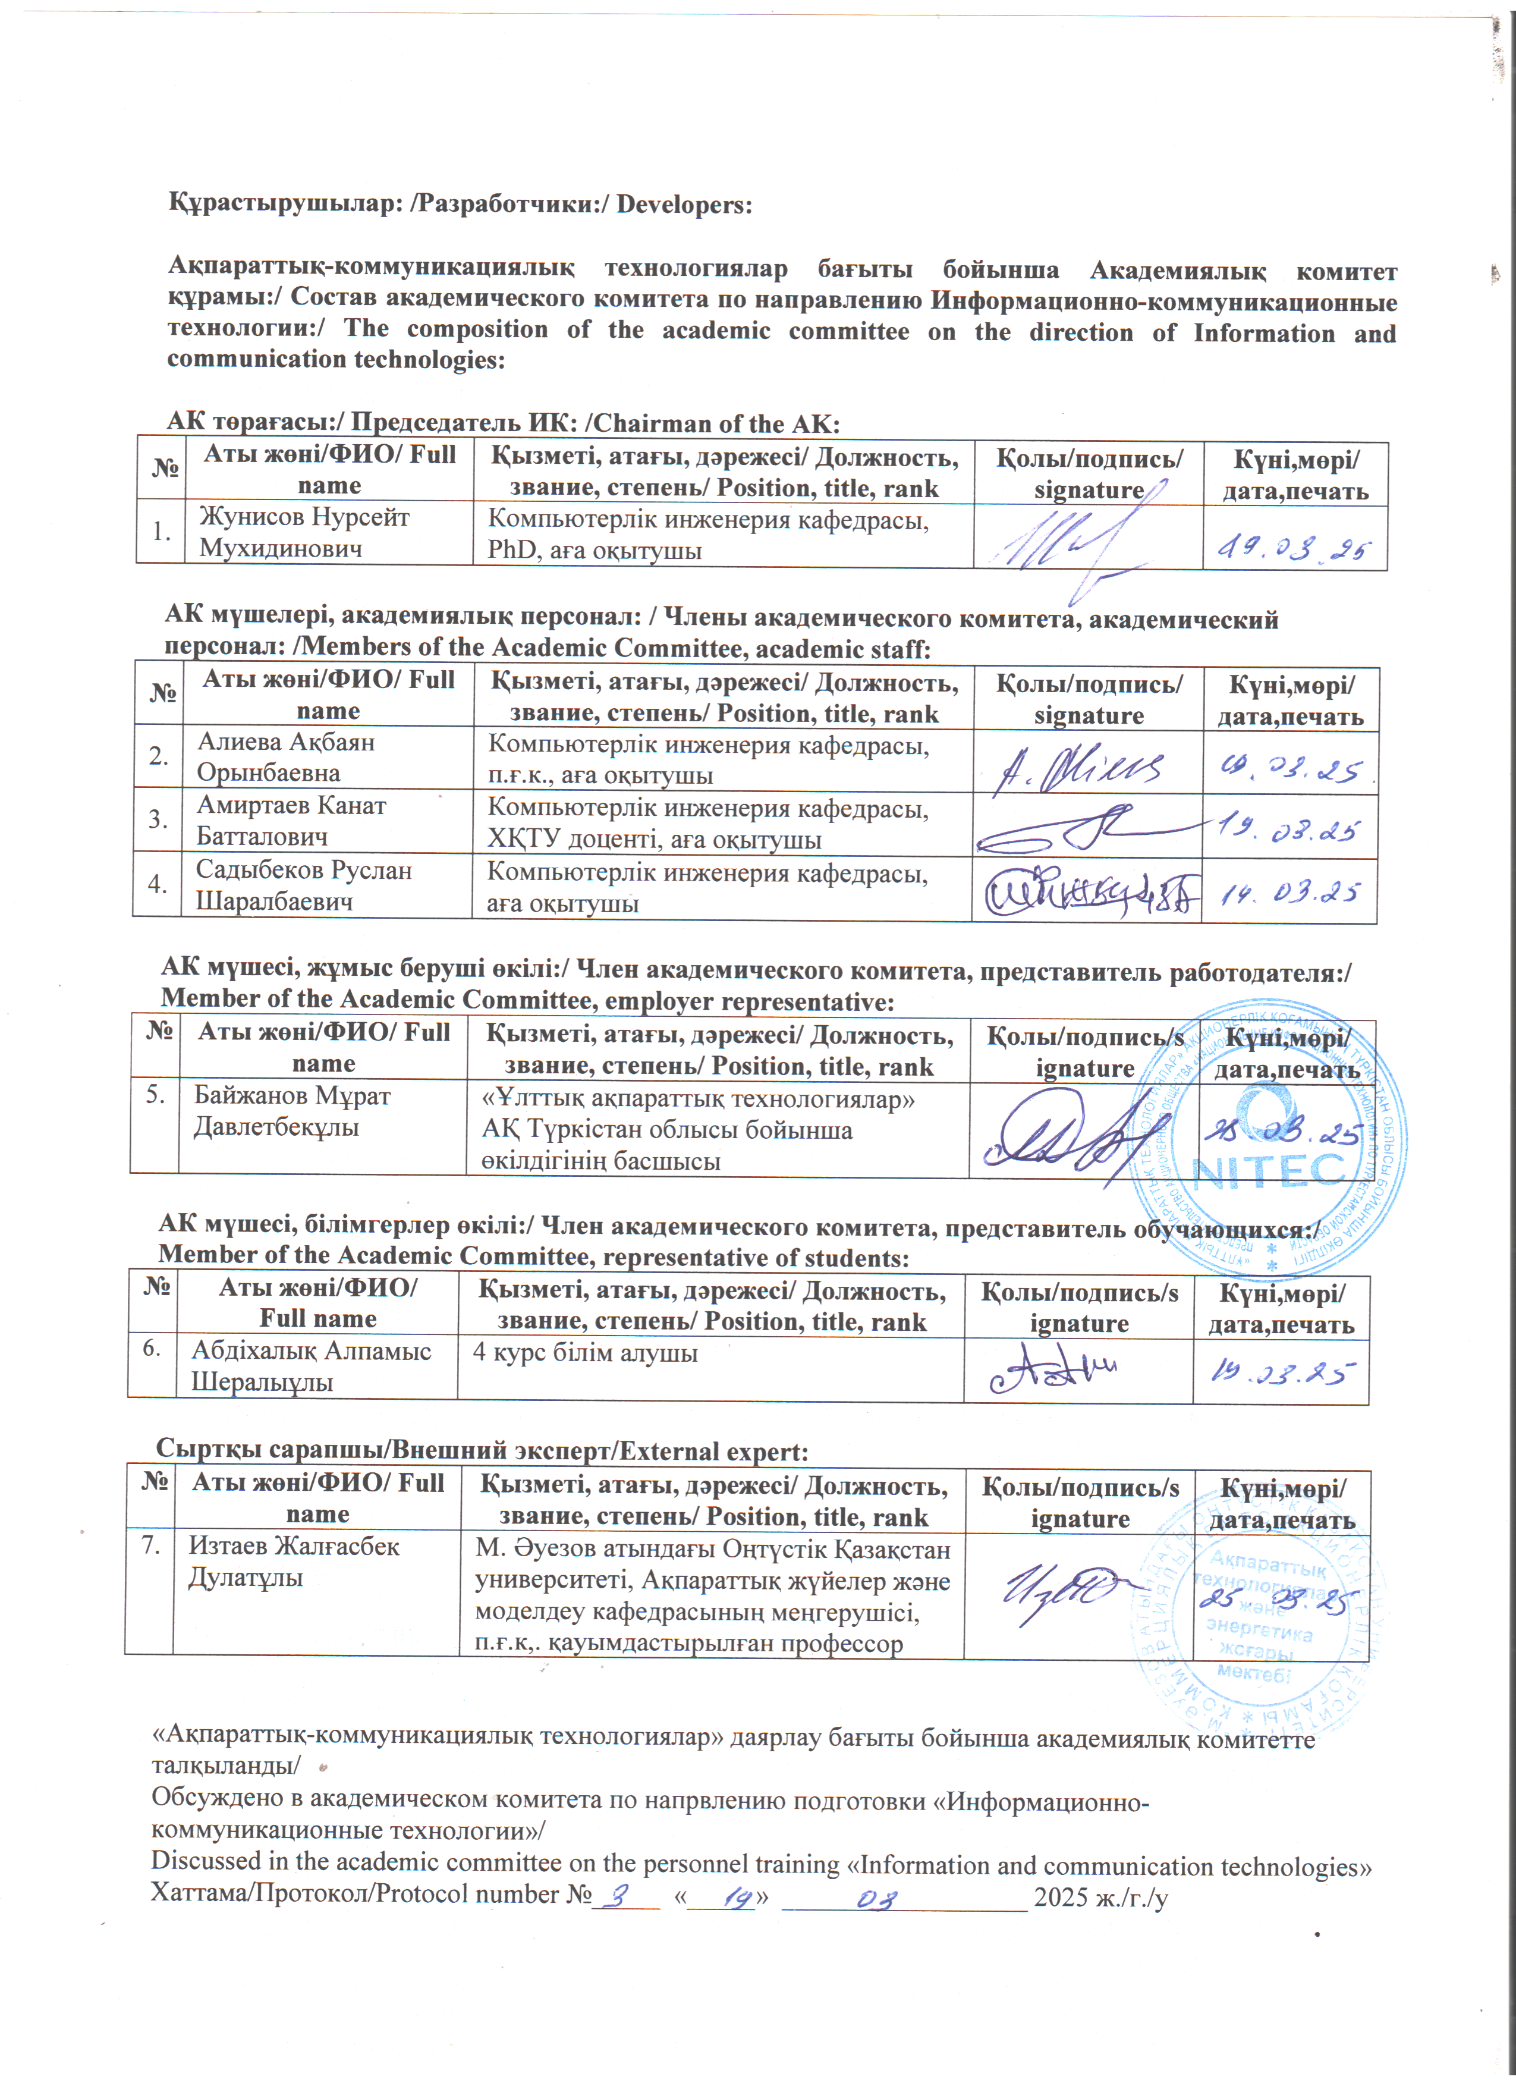 Құрастырушылар: /Разработчики:/ Developers:
Ақпараттық-коммуникациялық технологиялар бағыты бойынша Академиялық комитет
құрамы:/ Состав академического комитета по направлению Информационно-коммуникационные
технологии:/ The composition of the academic committee on the direction of Information and
communication technologies:
АК төрағасы:/ Председатель ИК: /Chairman of the AK:
№ Аты жөні/ФИО/ Full name Қызметі, атағы, дәрежесі/ Должность, звание, степень/ Position, title, rank Қолы/подпись/ signature Күні,мөрі/ дата,печать
1. Жунисов Нурсейт Мухидинович Компьютерлік инженерия кафедрасы, PhD, аға оқытушы 19.03.25
АК мүшелері, академиялық персонал: / Члены академического комитета, академический
персонал: /Members of the Academic Committee, academic staff:
№ Аты жөні/ФИО/ Full name Қызметі, атағы, дәрежесі/ Должность, звание, степень/ Position, title, rank Қолы/подпись/ signature Күні,мөрі/ дата,печать
2. Алиева Ақбаян Орынбаевна Компьютерлік инженерия кафедрасы, п.ғ.к., аға оқытушы 19.03.25
3. Амиртаев Канат Батталович Компьютерлік инженерия кафедрасы, ХҚТУ доценті, аға оқытушы 19.03.25
4. Садыбеков Руслан Шаралбаевич Компьютерлік инженерия кафедрасы, аға оқытушы 19.03.25
АК мүшесі, жұмыс беруші өкілі:/ Член академического комитета, представитель работодателя:/
Member of the Academic Committee, employer representative:
№ Аты жөні/ФИО/ Full name Қызметі, атағы, дәрежесі/ Должность, звание, степень/ Position, title, rank Қолы/подпись/s ignature Күні,мөрі/ дата,печать
5. Байжанов Мұрат Давлетбекұлы «Ұлттық ақпараттық технологиялар» АҚ Түркістан облысы бойынша өкілдігінің басшысы 03.25
NITEC
АК мүшесі, білімгерлер өкілі:/ Член академического комитета, представитель обучающихся:/
Member of the Academic Committee, representative of students:
№ Аты жөні/ФИО/ Full name Қызметі, атағы, дәрежесі/ Должность, звание, степень/ Position, title, rank Қолы/подпись/s ignature Күні,мөрі/ дата,печать
6. Абдіхалық Алпамыс Шералыұлы 4 курс білім алушы 19.03.25
Сыртқы сарапшы/Внешний эксперт/External expert:
№ Аты жөні/ФИО/ Full name Қызметі, атағы, дәрежесі/ Должность, звание, степень/ Position, title, rank Қолы/подпись/s ignature Күні,мөрі/ дата,печать
7. Изтаев Жалғасбек Дулатұлы М. Әуезов атындағы Оңтүстік Қазақстан университеті, Ақпараттық жүйелер және моделдеу кафедрасының меңгерушісі, п.ғ.к,. қауымдастырылған профессор 25.03.25
Ақпараттық
технологиялар
және
энергетика
жоғары
мектебі
«Ақпараттық-коммуникациялық технологиялар» даярлау бағыты бойынша академиялық комитетте
талқыланды/
Обсуждено в академическом комитета по напрвлению подготовки «Информационно-
коммуникационные технологии»/
Discussed in the academic committee on the personnel training «Information and communication technologies»
Хаттама/Протокол/Protocol number № 3 « 19 » 03 2025 ж./г./y